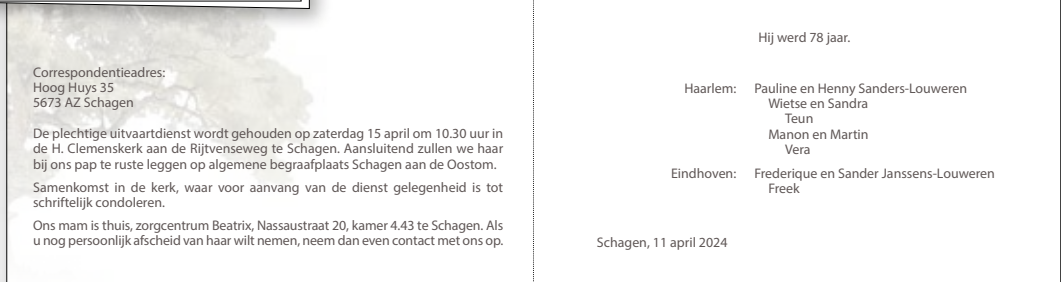 Correspondentieadres:
Hoog Huys 35
5673 AZ Schagen
De plechtige uitvaartdienst wordt gehouden op zaterdag 15 april om 10.30 uur in
de H. Clemenskerk aan de Rijtvenseweg te Schagen. Aansluitend zullen we haar
bij ons pap te ruste leggen op algemene begraafplaats Schagen aan de Oostom.
Samenkomst in de kerk, waar voor aanvang van de dienst gelegenheid is tot
schriftelijk condoleren.
Ons mam is thuis, zorgcentrum Beatrix, Nassaustraat 20, kamer 4.43 te Schagen. Als
u nog persoonlijk afscheid van haar wilt nemen, neem dan even contact met ons op.
Hij werd 78 jaar.
Haarlem: Pauline en Henny Sanders-Louweren
Wietse en Sandra
Teun
Manon en Martin
Vera
Eindhoven: Frederique en Sander Janssens-Louweren
Freek
Schagen, 11 april 2024